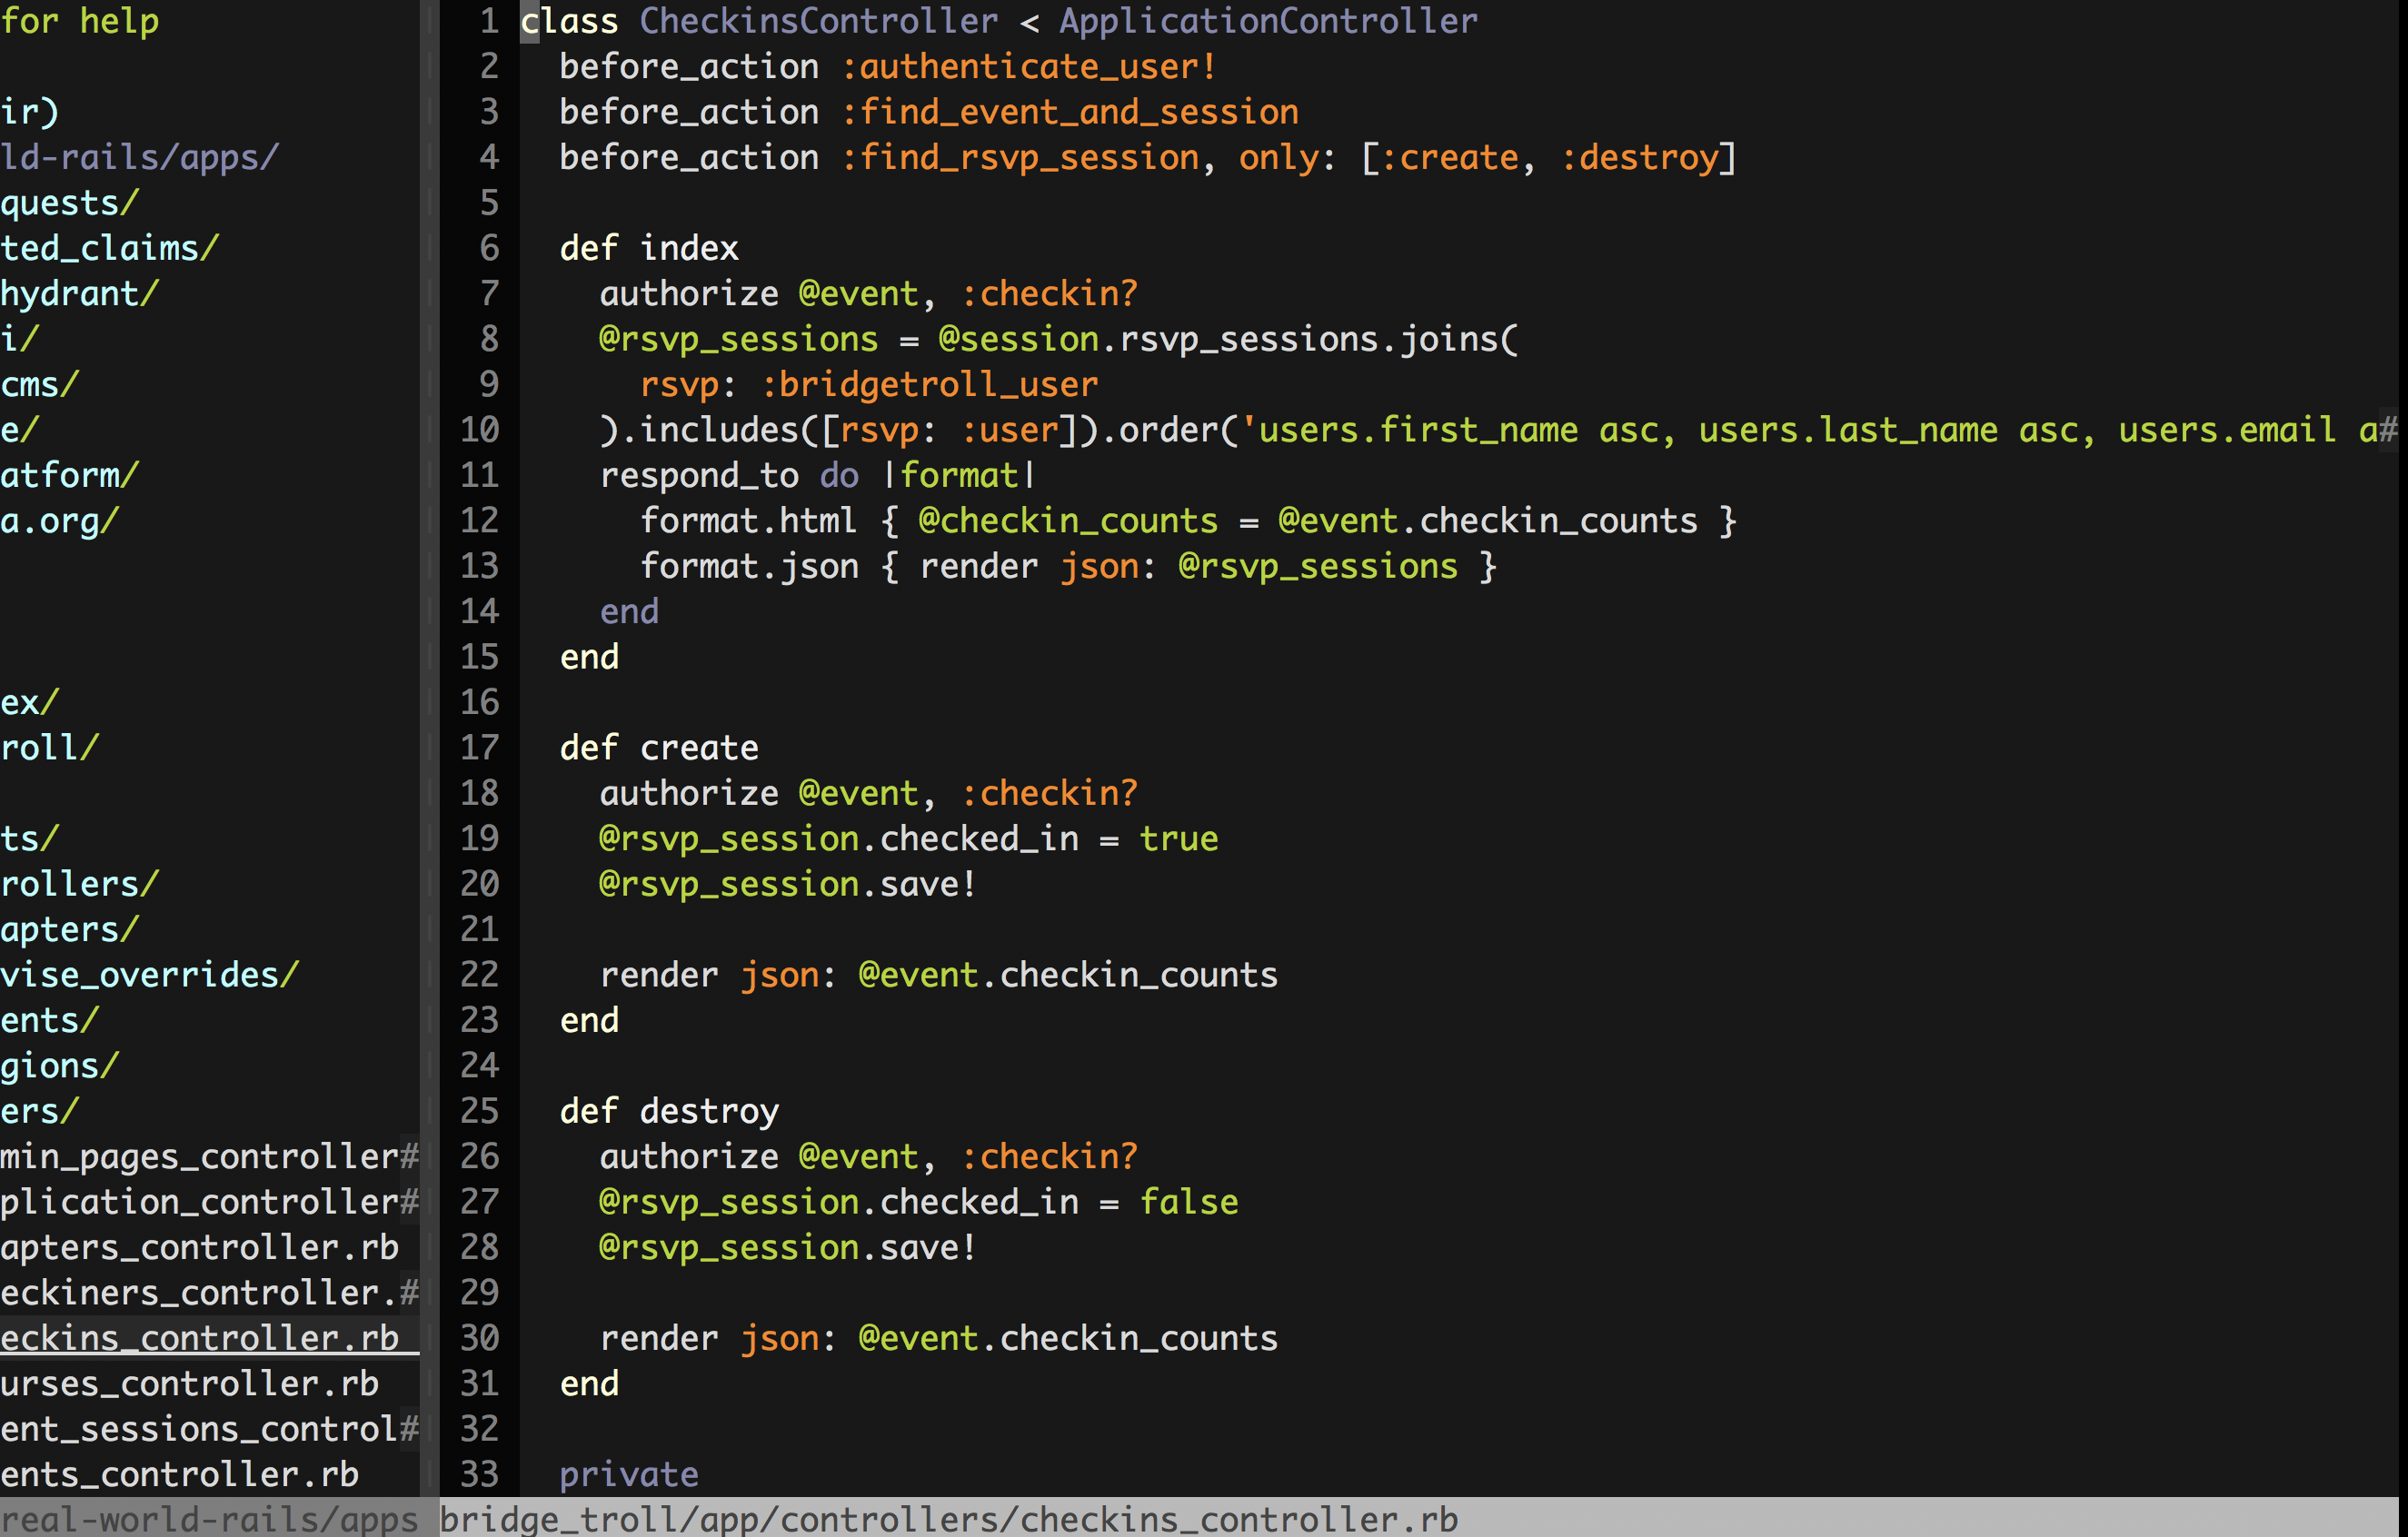 for help
ir)
ld-rails/apps/
quests/
ted_claims/
hydrant/
i/
cms/
e/
atform/
a.org/
ex/
roll/
ts/
rollers/
apters/
vise_overrides/
ents/
gions/
ers/
min_pages_controller#
plication_controller#
apters_controller.rb
eckiners_controller.#
eckins_controller.rb
urses_controller.rb
ent_sessions_control#
ents_controller.rb
real-world-rails/apps
1 class CheckinsController < ApplicationController
2   before_action :authenticate_user!
3   before_action :find_event_and_session
4   before_action :find_rsvp_session, only: [:create, :destroy]
5
6   def index
7     authorize @event, :checkin?
8     @rsvp_sessions = @session.rsvp_sessions.joins(
9       rsvp: :bridgetroll_user
10     ).includes([rsvp: :user]).order('users.first_name asc, users.last_name asc, users.email a#
11     respond_to do |format|
12       format.html { @checkin_counts = @event.checkin_counts }
13       format.json { render json: @rsvp_sessions }
14     end
15   end
16
17   def create
18     authorize @event, :checkin?
19     @rsvp_session.checked_in = true
20     @rsvp_session.save!
21
22     render json: @event.checkin_counts
23   end
24
25   def destroy
26     authorize @event, :checkin?
27     @rsvp_session.checked_in = false
28     @rsvp_session.save!
29
30     render json: @event.checkin_counts
31   end
32
33   private
bridge_troll/app/controllers/checkins_controller.rb